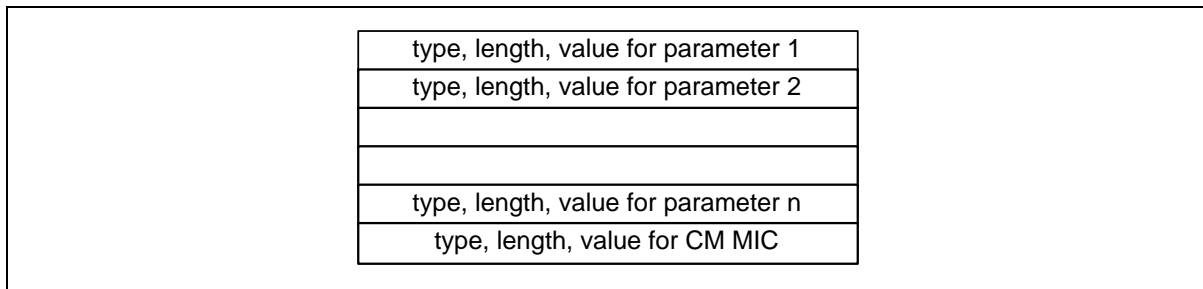 type, length, value for parameter 1
type, length, value for parameter 2
type, length, value for parameter n
type, length, value for CM MIC